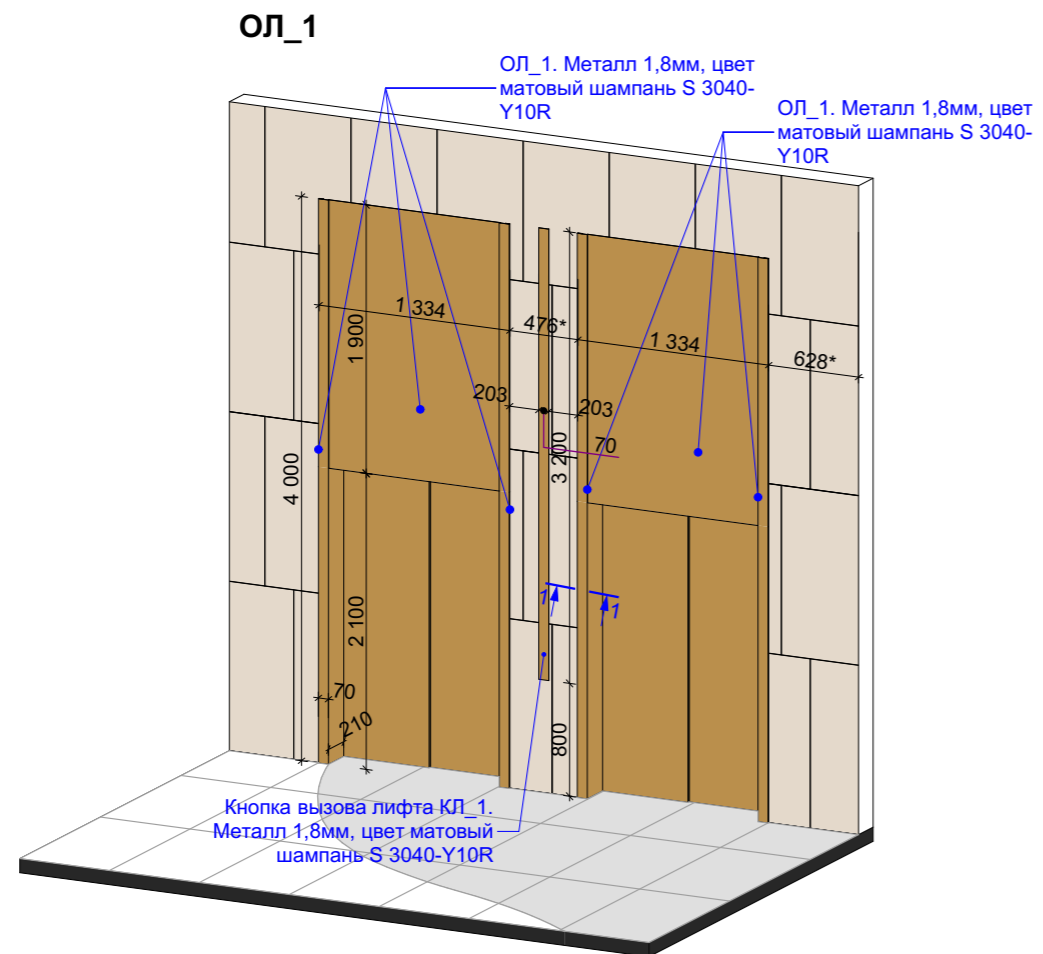 ОЛ_1
ОЛ_1. Металл 1,8мм, цвет
матовый шампань S 3040-
Y10R
ОЛ_1. Металл 1,8мм, цвет
матовый шампань S 3040-
Y10R
1 334
476*
1 334
628*
1 900
203
203
70
3 200
4 000
2 100
1
1
70
210
800
Кнопка вызова лифта КЛ_1.
Металл 1,8мм, цвет матовый
шампань S 3040-Y10R